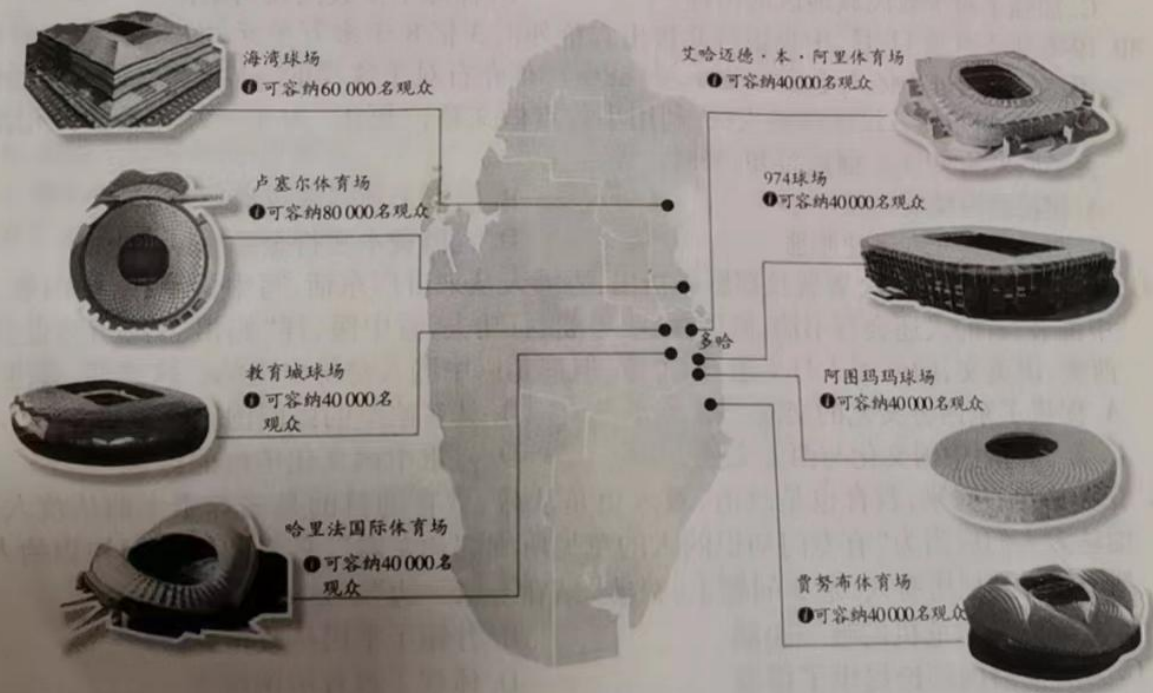 海湾球场
i 可容纳60 000名观众
卢塞尔体育场
i 可容纳80 000名观众
教育城球场
i 可容纳40 000名
观众
哈里法国际体育场
i 可容纳40 000名
观众
艾哈迈德·本·阿里体育场
i 可容纳40 000名观众
974球场
i 可容纳40 000名观众
多哈
阿图玛玛球场
i 可容纳40 000名观众
贾努布体育场
i 可容纳40 000名观众